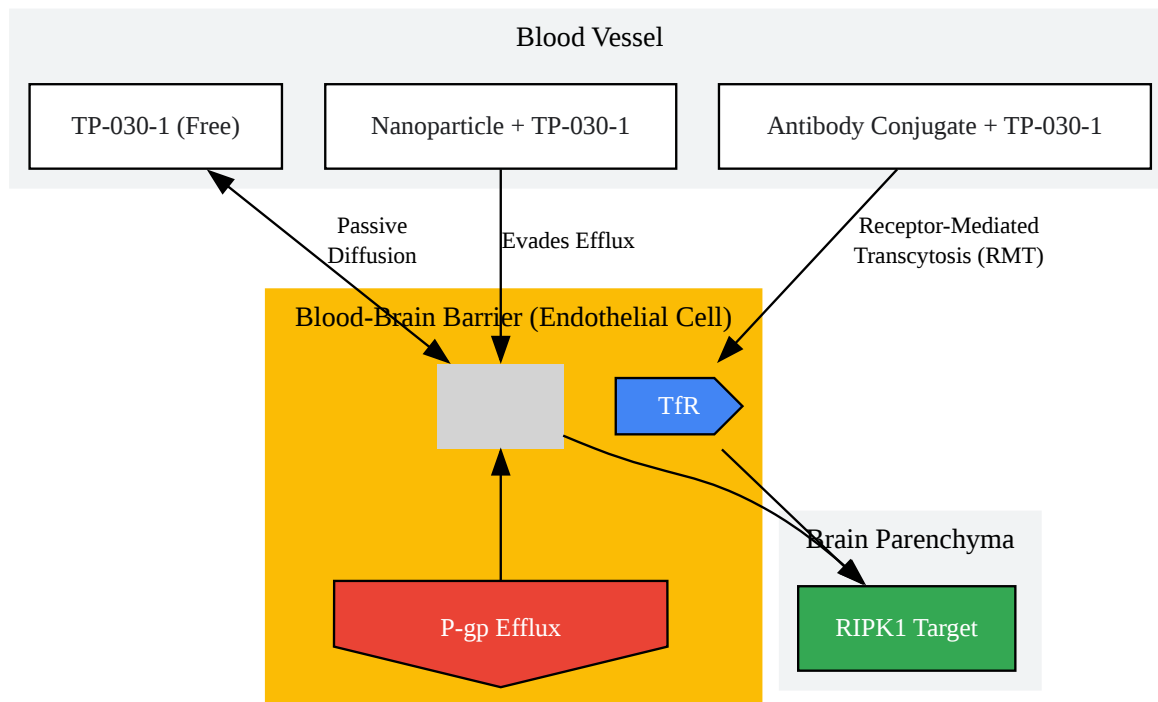 Blood Vessel
TP-030-1 (Free)
Nanoparticle + TP-030-1
Antibody Conjugate + TP-030-1
Passive
Diffusion
Evades Efflux
Receptor-Mediated
Transcytosis (RMT)
Blood-Brain Barrier (Endothelial Cell)
TfR
Brain Parenchyma
P-gp Efflux
RIPK1 Target